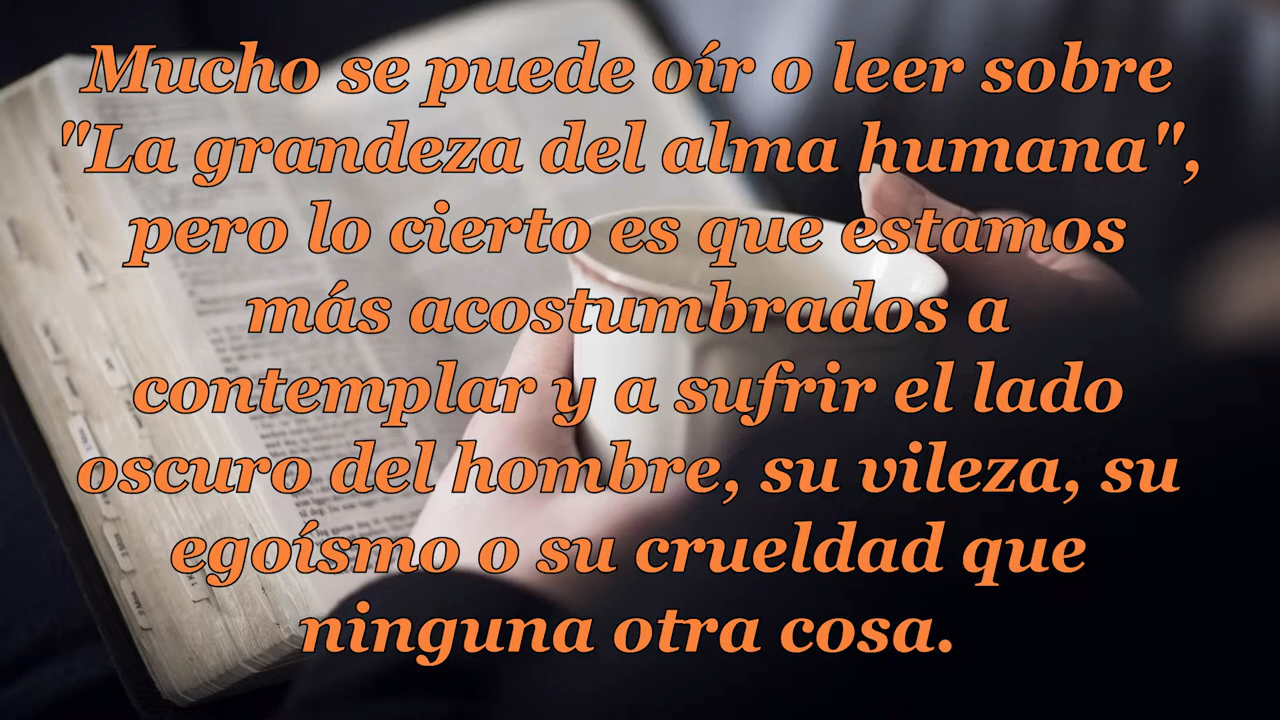 Mucho se puede oír o leer sobre
"La grandeza del alma humana",
pero lo cierto es que estamos
más acostumbrados a
contemplar y a sufrir el lado
oscuro del hombre, su vileza, su
egoísmo o su crueldad que
ninguna otra cosa.